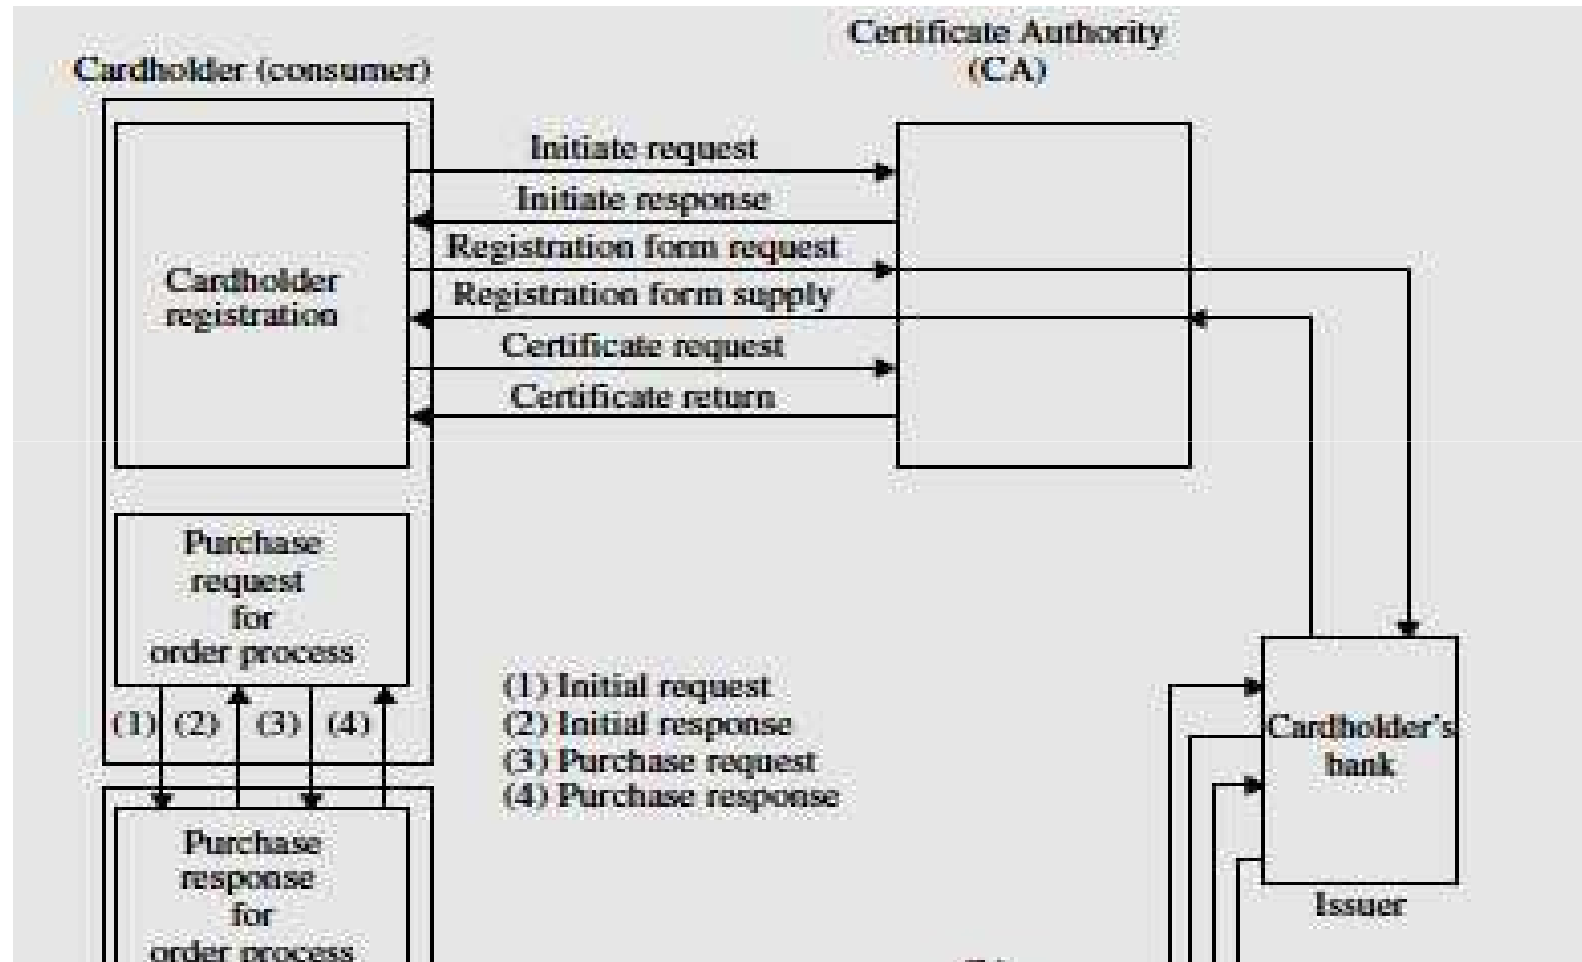 Certificate Authority
(CA)
Cardholder (consumer)
Initiate request
Initiate response
Registration form request
Registration form supply
Certificate request
Certificate return
Cardholder
registration
Purchase
request
for
order process
(1) (2) (3) (4)
(1) Initial request
(2) Initial response
(3) Purchase request
(4) Purchase response
Cardholder's
bank
Issuer
Purchase
response
for
order process